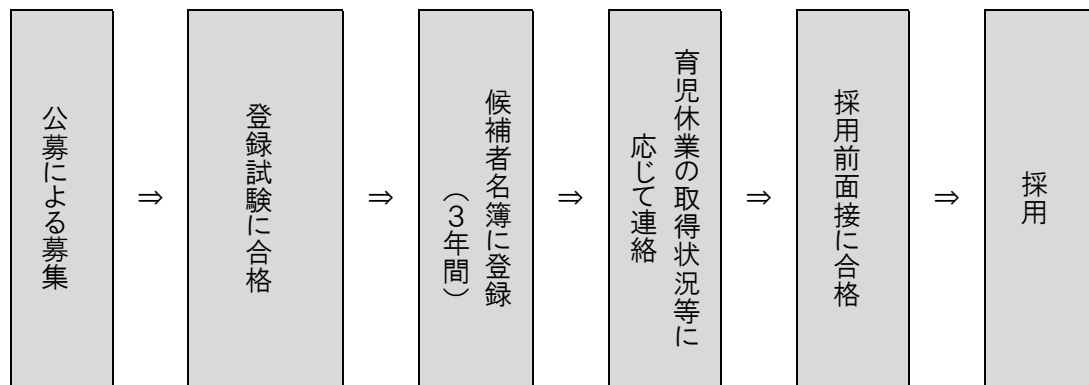 公募による募集
⇒
登録試験に合格
⇒
候補者名簿に登録
（３年間）
⇒
育児休業の取得状況等に
応じて連絡
⇒
採用前面接に合格
⇒
採用